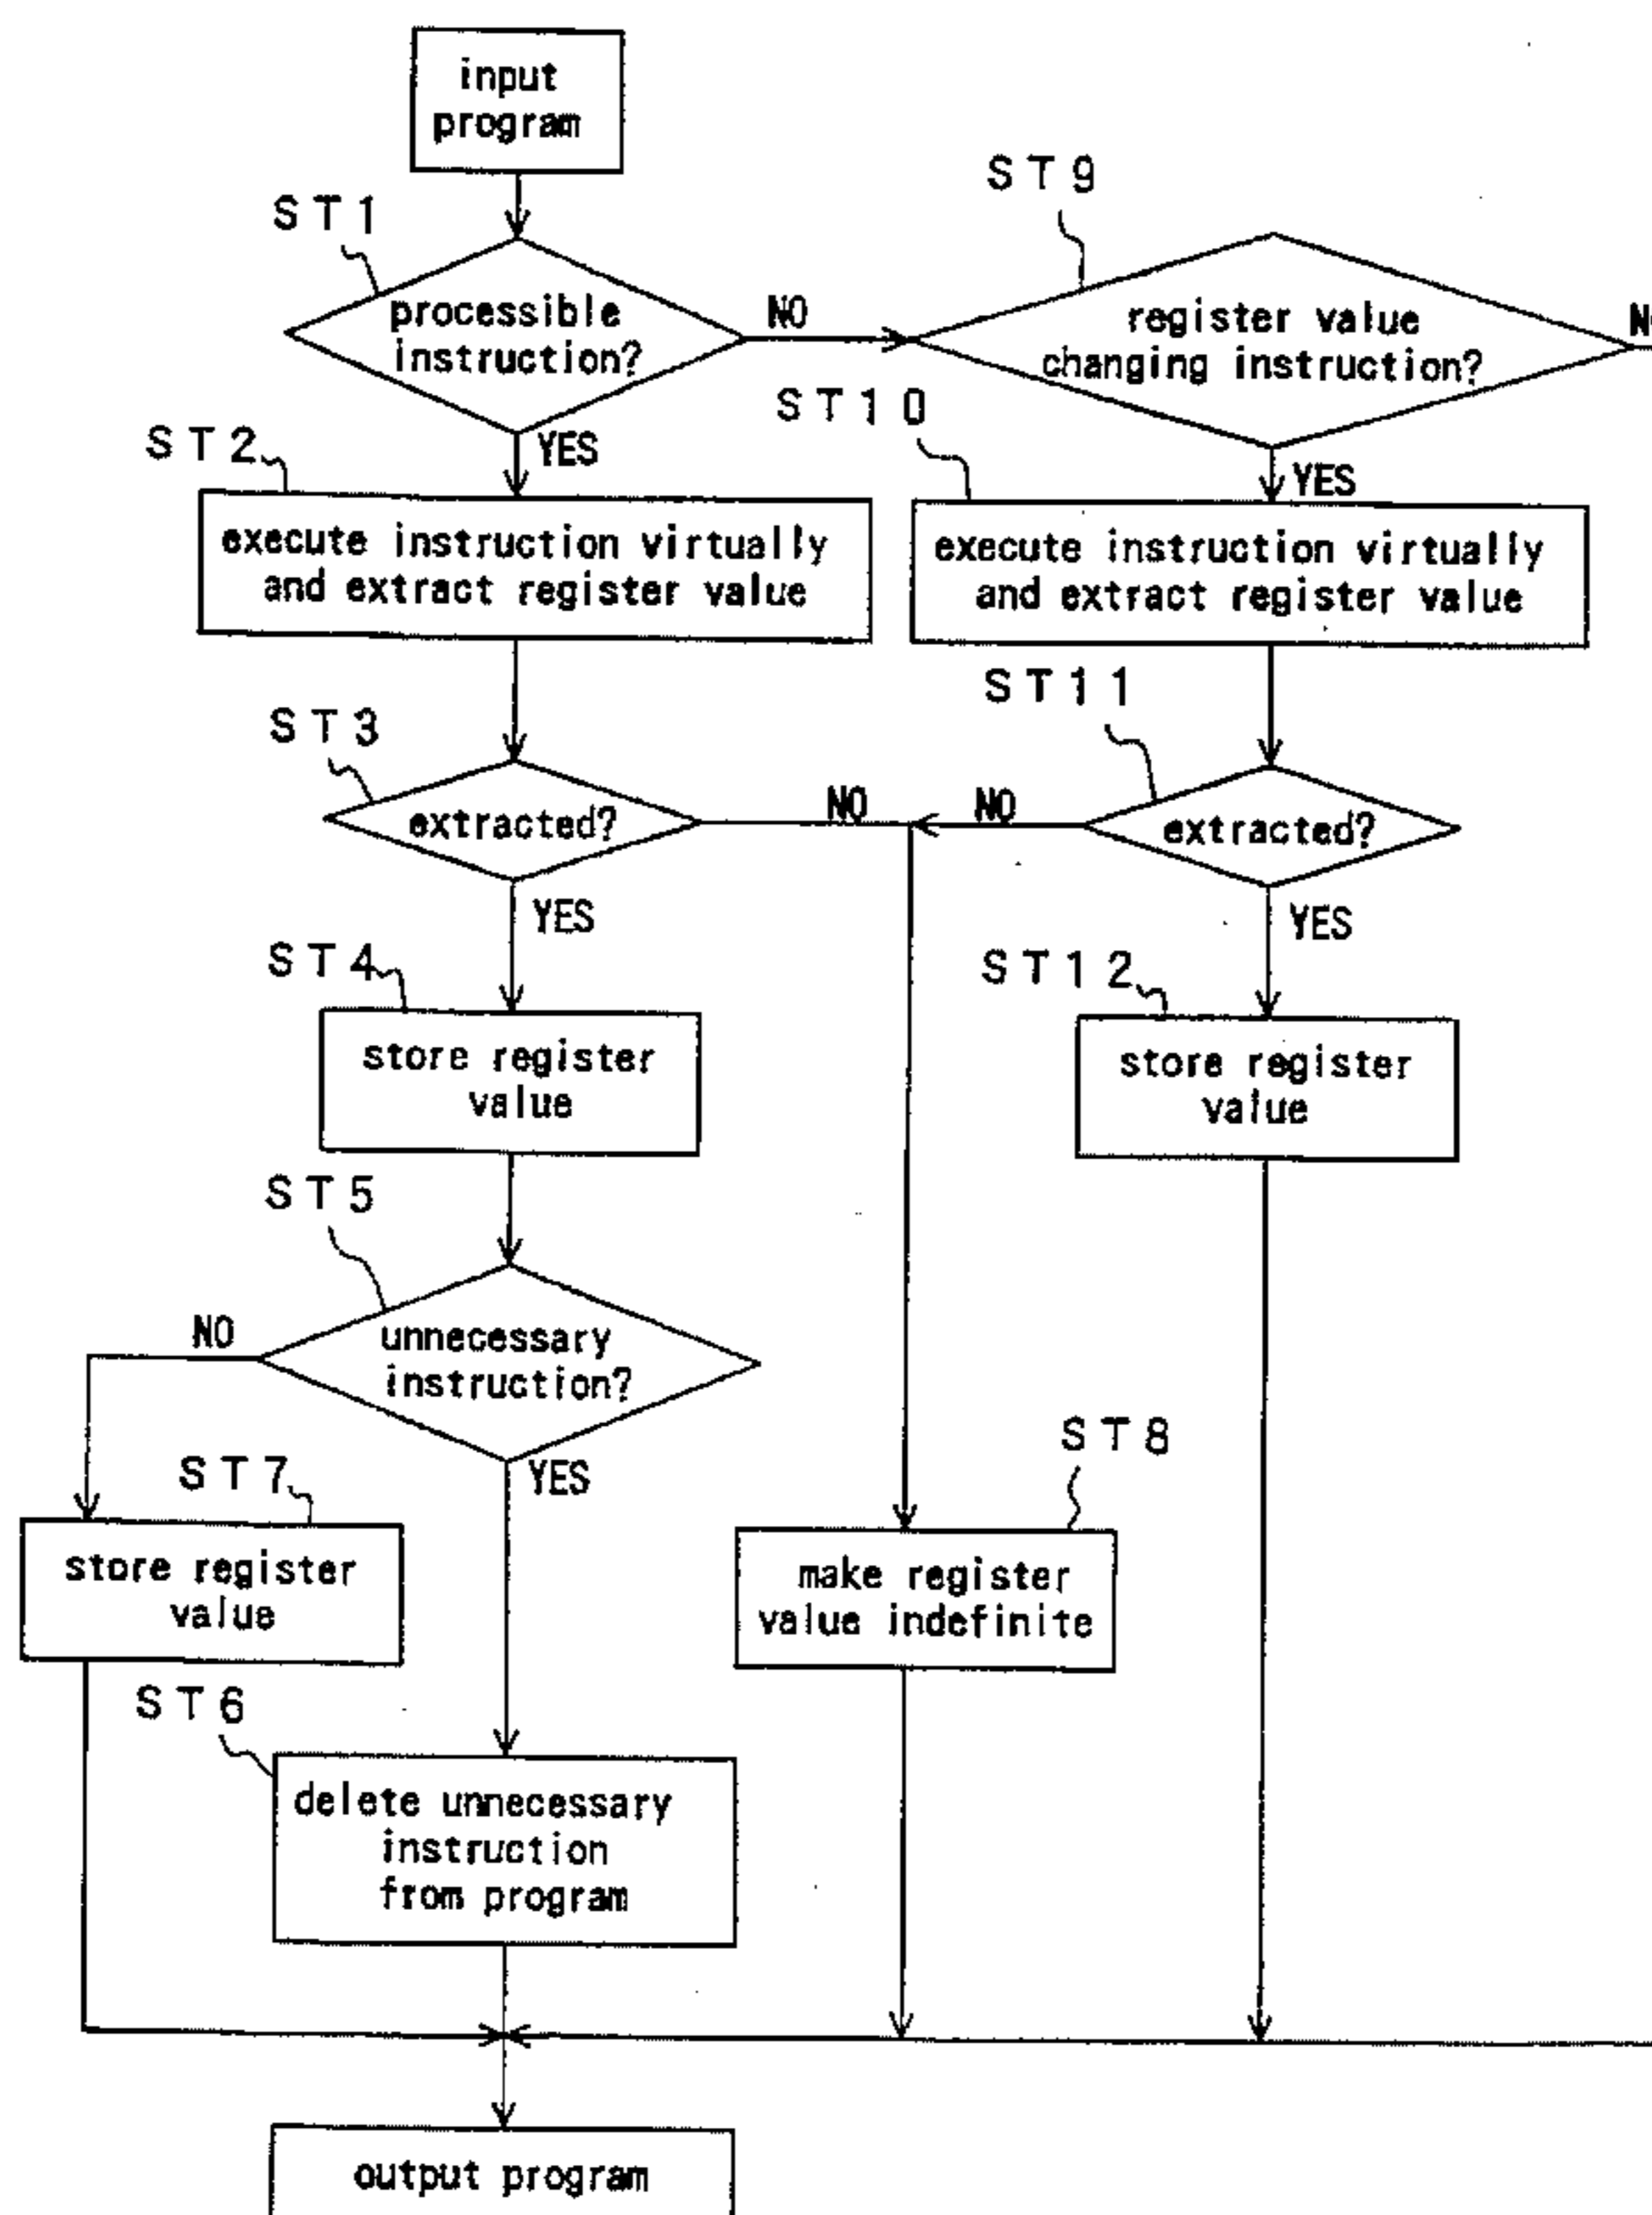 input
program
ST1
processible
instruction?
NO
ST9
register value
changing instruction?
ST2
YES
execute instruction virtually
and extract register value
ST10
YES
execute instruction virtually
and extract register value
ST3
extracted?
NO
NO
ST11
extracted?
YES
ST4
store register
value
YES
ST12
store register
value
ST5
unnecessary
instruction?
NO
YES
ST7
store register
value
ST8
make register
value indefinite
ST6
delete unnecessary
instruction
from program
output program